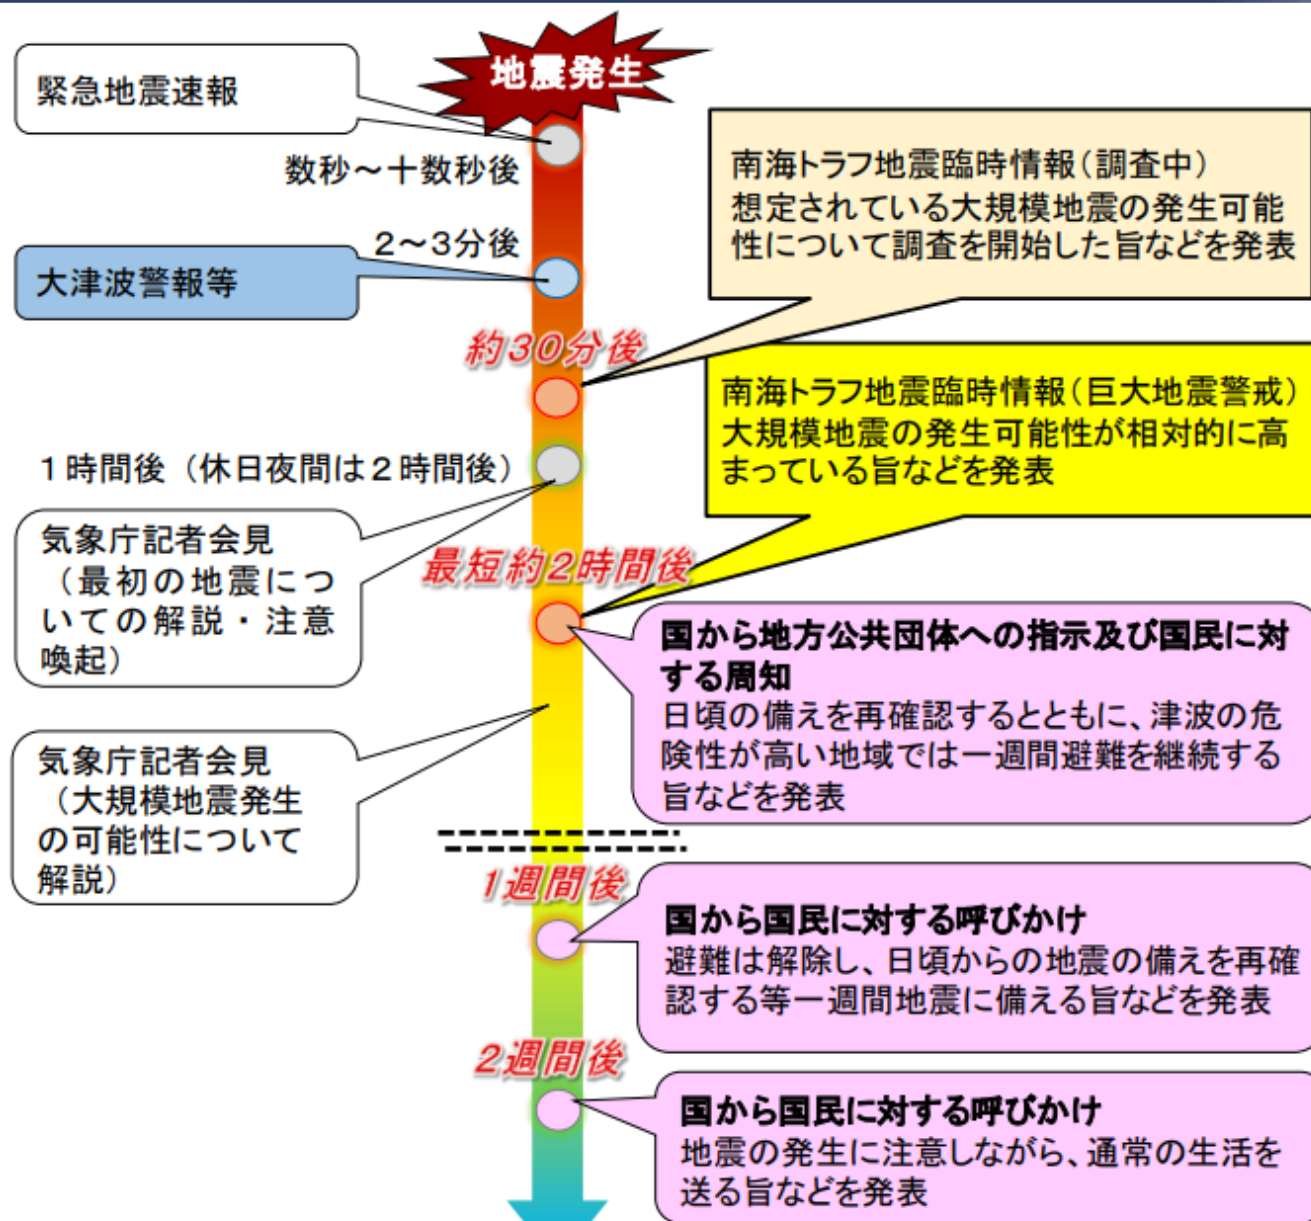 地震発生
緊急地震速報
数秒～十数秒後
2～3分後
大津波警報等
南海トラフ地震臨時情報（調査中）
想定されている大規模地震の発生可能
性について調査を開始した旨などを発表
約30分後
南海トラフ地震臨時情報（巨大地震警戒）
大規模地震の発生可能性が相対的に高
まっている旨などを発表
1時間後（休日夜間は2時間後）
気象庁記者会見
（最初の地震につ
いての解説・注意
喚起）
最短約2時間後
国から地方公共団体への指示及び国民に対
する周知
日頃の備えを再確認するとともに、津波の危
険性が高い地域では一週間避難を継続する
旨などを発表
気象庁記者会見
（大規模地震発生
の可能性について
解説）
1週間後
国から国民に対する呼びかけ
避難は解除し、日頃からの地震の備えを再確
認する等一週間地震に備える旨などを発表
2週間後
国から国民に対する呼びかけ
地震の発生に注意しながら、通常の生活を
送る旨などを発表